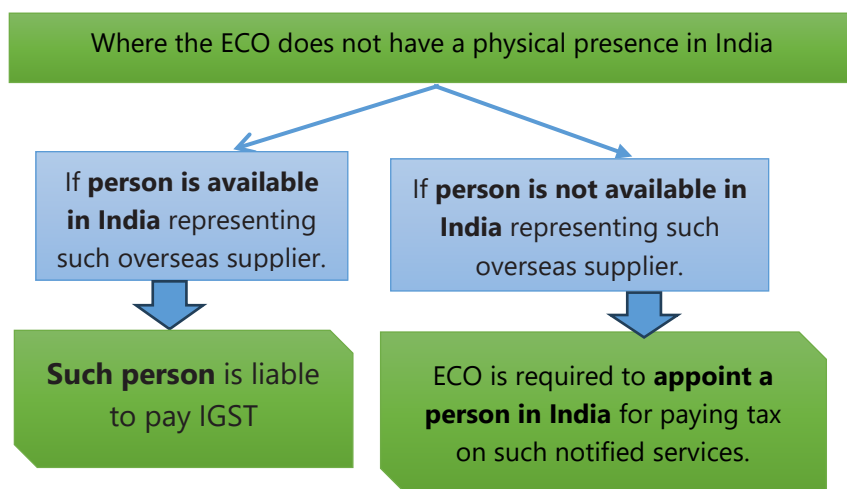 Where the ECO does not have a physical presence in India
If person is available
in India representing
such overseas supplier.
If person is not available in
India representing such
overseas supplier.
Such person is liable
to pay IGST
ECO is required to appoint a
person in India for paying tax
on such notified services.